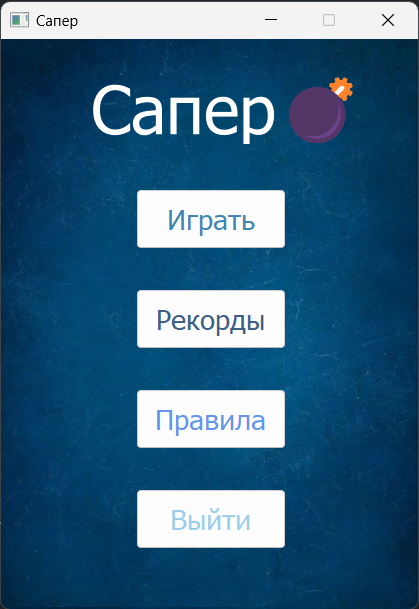 Сапер
Сапер
Играть
Рекорды
Правила
Выйти